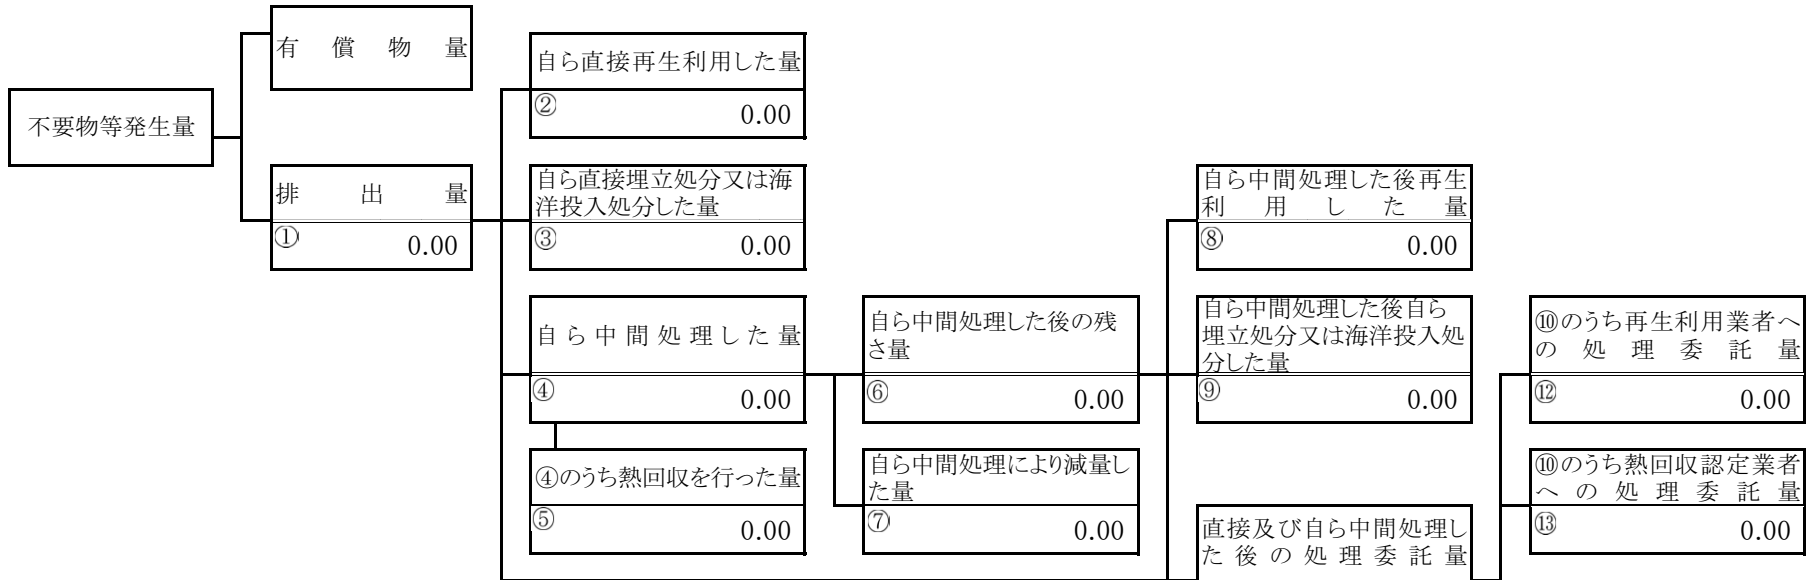 有償物量
不要物等発生量
排出量
① 0.00
自ら直接再生利用した量
② 0.00
自ら直接埋立処分又は海
洋投入処分した量
③ 0.00
自ら中間処理した量
④ 0.00
④のうち熱回収を行った量
⑤ 0.00
自ら中間処理した後の残
さ量
⑥ 0.00
自ら中間処理により減量し
た量
⑦ 0.00
自ら中間処理した後再生
利用した量
⑧ 0.00
自ら中間処理した後自ら
埋立処分又は海洋投入処
分した量
⑨ 0.00
直接及び自ら中間処理し
た後の処理委託量
⑩のうち再生利用業者へ
の処理委託量
⑫ 0.00
⑩のうち熱回収認定業者
への処理委託量
⑬ 0.00